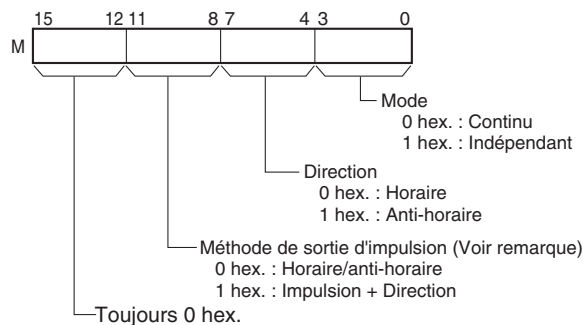 15 12 11 8 7 4 3 0
M
Mode
0 hex. : Continu
1 hex. : Indépendant
Direction
0 hex. : Horaire
1 hex. : Anti-horaire
Méthode de sortie d'impulsion (Voir remarque)
0 hex. : Horaire/anti-horaire
1 hex. : Impulsion + Direction
Toujours 0 hex.